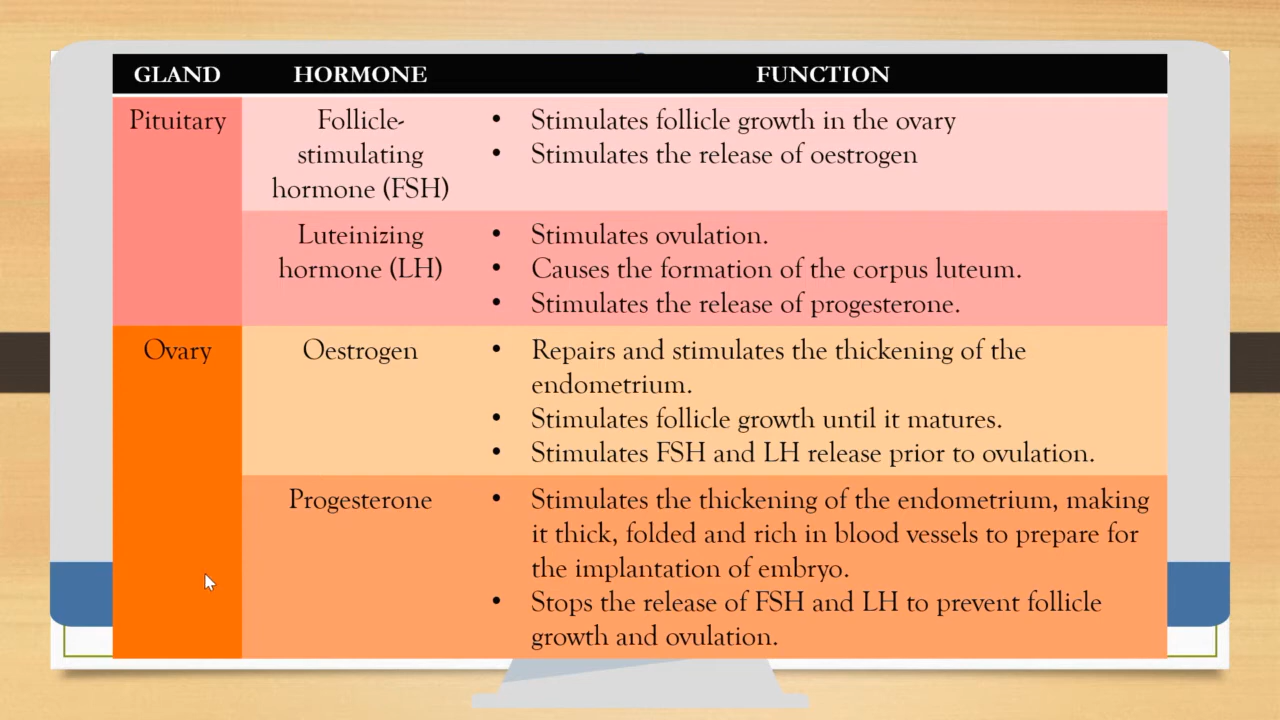 GLAND HORMONE FUNCTION
Pituitary
Follicle-
stimulating
hormone (FSH)
• Stimulates follicle growth in the ovary
• Stimulates the release of oestrogen
Luteinizing
hormone (LH)
• Stimulates ovulation.
• Causes the formation of the corpus luteum.
• Stimulates the release of progesterone.
Ovary
Oestrogen
• Repairs and stimulates the thickening of the
endometrium.
• Stimulates follicle growth until it matures.
• Stimulates FSH and LH release prior to ovulation.
Progesterone
• Stimulates the thickening of the endometrium, making
it thick, folded and rich in blood vessels to prepare for
the implantation of embryo.
• Stops the release of FSH and LH to prevent follicle
growth and ovulation.